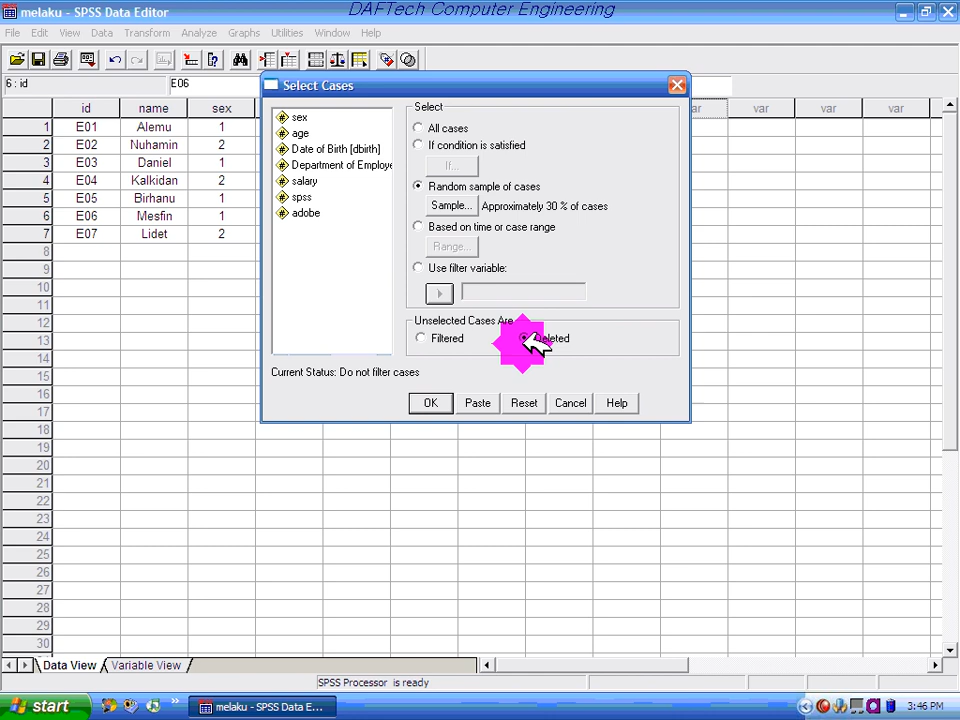 DAFTech Computer Engineering
melaku - SPSS Data Editor
File Edit View Data Transform Analyze Graphs Utilities Window Help
6 : id E06
id name sex var var var
1 E01 Alemu 1
2 E02 Nuhamin 2
3 E03 Daniel 1
4 E04 Kalkidan 2
5 E05 Birhanu 1
6 E06 Mesfin 1
7 E07 Lidet 2
8
9
10
11
12
13
14
15
16
17
18
19
20
21
22
23
24
25
26
27
28
29
30
Select Cases
sex
age
Date of Birth [dbirth]
Department of Employe
salary
spss
adobe
Select
All cases
If condition is satisfied
If...
Random sample of cases
Sample... Approximately 30 % of cases
Based on time or case range
Range...
Use filter variable:
Unselected Cases Are
Filtered Deleted
Current Status: Do not filter cases
OK Paste Reset Cancel Help
Data View Variable View
SPSS Processor is ready
start melaku - SPSS Data E... 3:46 PM